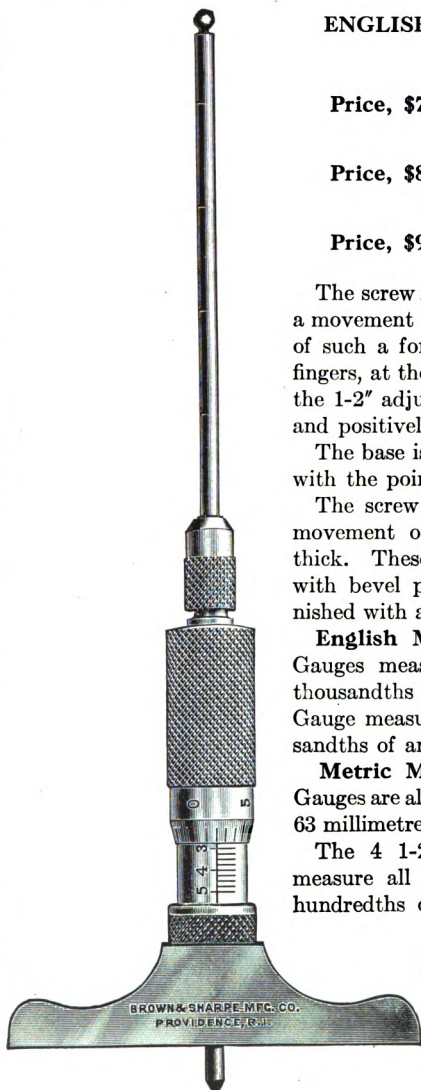 ENGLISH
Price, $7
Price, $8
Price, $9
The screw
a movement
of such a for
fingers, at the
the 1-2" adju
and positivel
The base is
with the poin
The screw
movement o
thick. These
with bevel p
nished with a
English M
Gauges meas
thousandths
Gauge measu
sandths of an
Metric M
Gauges are al
63 millimetre
The 4 1-2
measure all
hundredths o
0 5
3
4
5
BROWN & SHARPE MFG. CO.
PROVIDENCE, R.I.